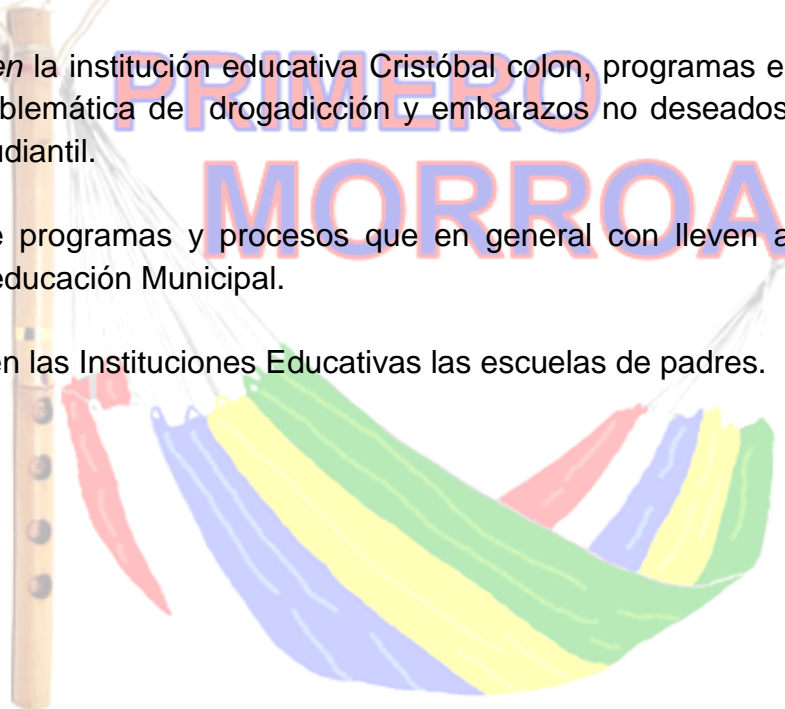 en la institución educativa Cristóbal colon, programas e
PRIMERO
blemática de drogadicción y embarazos no deseados
udiantil.
MORROA
e programas y procesos que en general con lleven a
educación Municipal.
en las Instituciones Educativas las escuelas de padres.